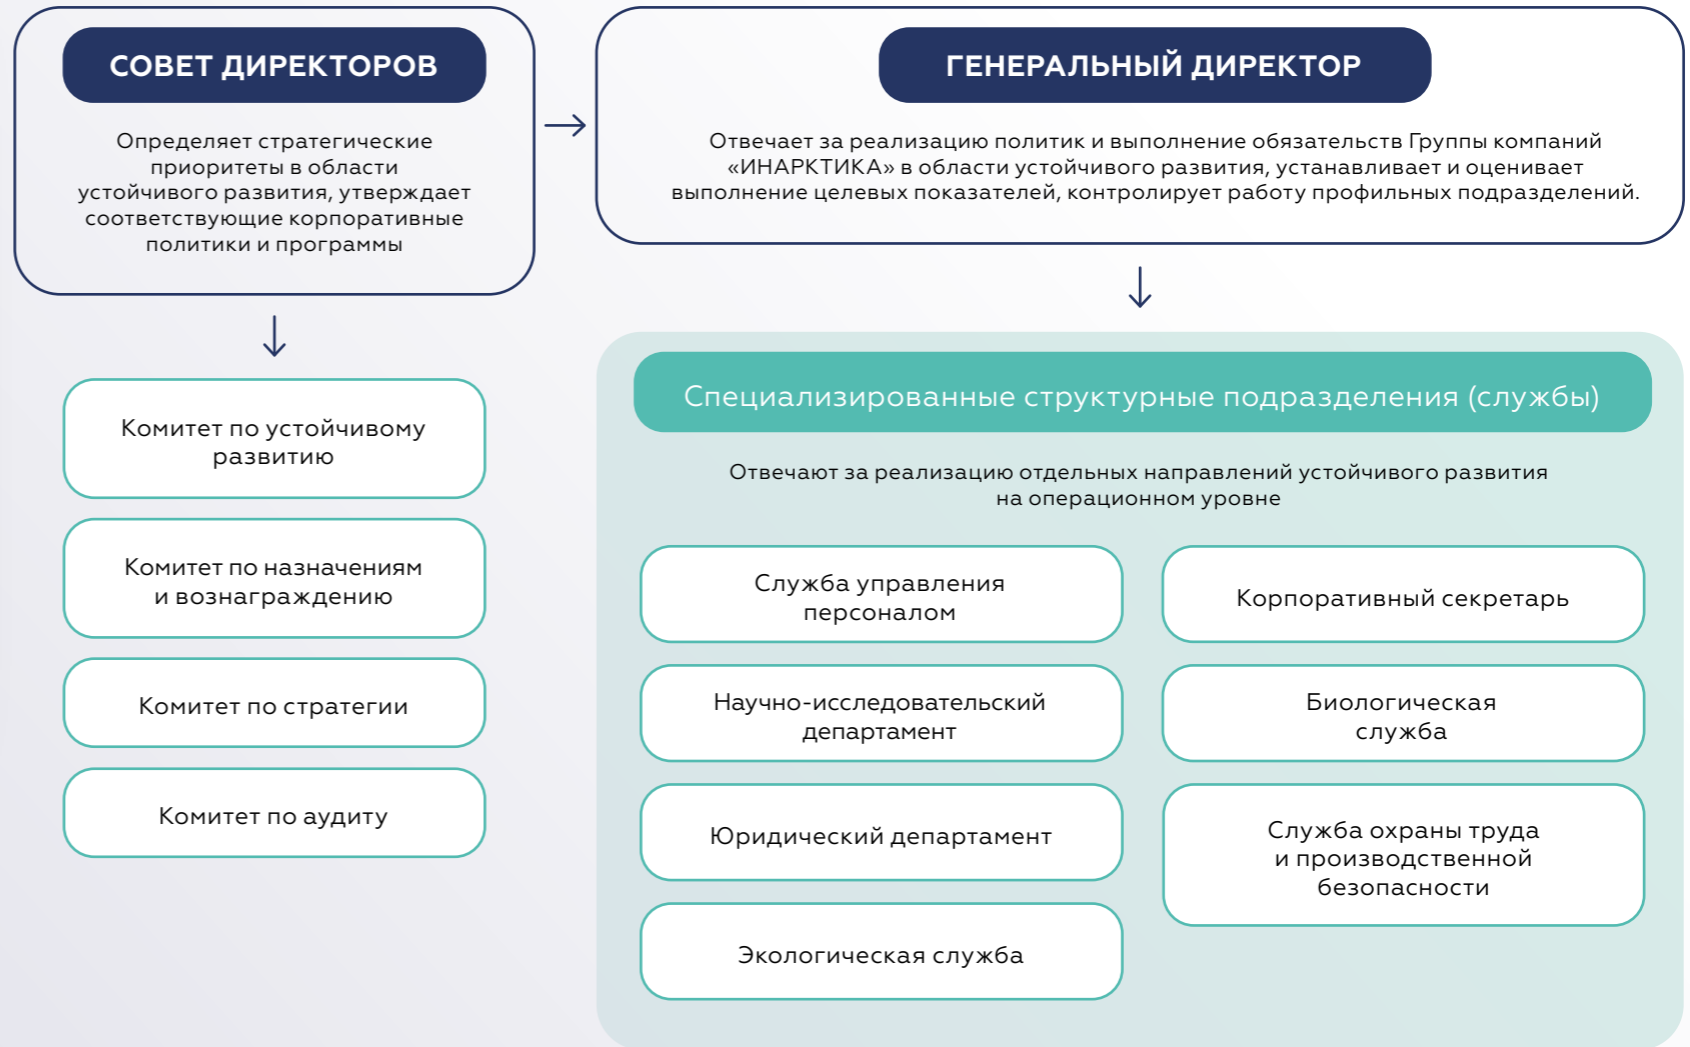 СОВЕТ ДИРЕКТОРОВ
Определяет стратегические
приоритеты в области
устойчивого развития, утверждает
соответствующие корпоративные
политики и программы
ГЕНЕРАЛЬНЫЙ ДИРЕКТОР
Отвечает за реализацию политик и выполнение обязательств Группы компаний
«ИНАРКТИКА» в области устойчивого развития, устанавливает и оценивает
выполнение целевых показателей, контролирует работу профильных подразделений.
Комитет по устойчивому
развитию
Комитет по назначениям
и вознаграждению
Комитет по стратегии
Комитет по аудиту
Специализированные структурные подразделения (службы)
Отвечают за реализацию отдельных направлений устойчивого развития
на операционном уровне
Служба управления
персоналом
Научно-исследовательский
департамент
Юридический департамент
Экологическая служба
Корпоративный секретарь
Биологическая
служба
Служба охраны труда
и производственной
безопасности